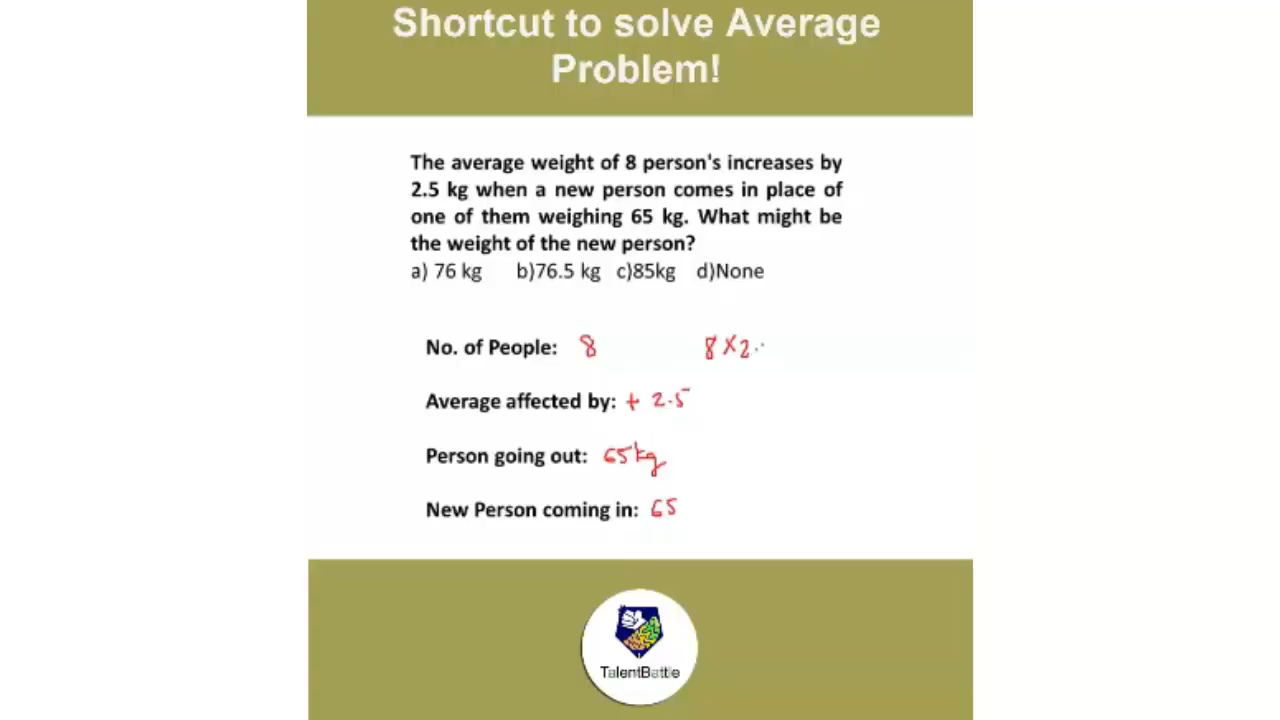 Shortcut to solve Average
Problem!
The average weight of 8 person's increases by
2.5 kg when a new person comes in place of
one of them weighing 65 kg. What might be
the weight of the new person?
a) 76 kg b)76.5 kg c)85kg d)None
No. of People: 8 8 X 2.
Average affected by: + 2.5
Person going out: 65kg
New Person coming in: 65
TalentBattle